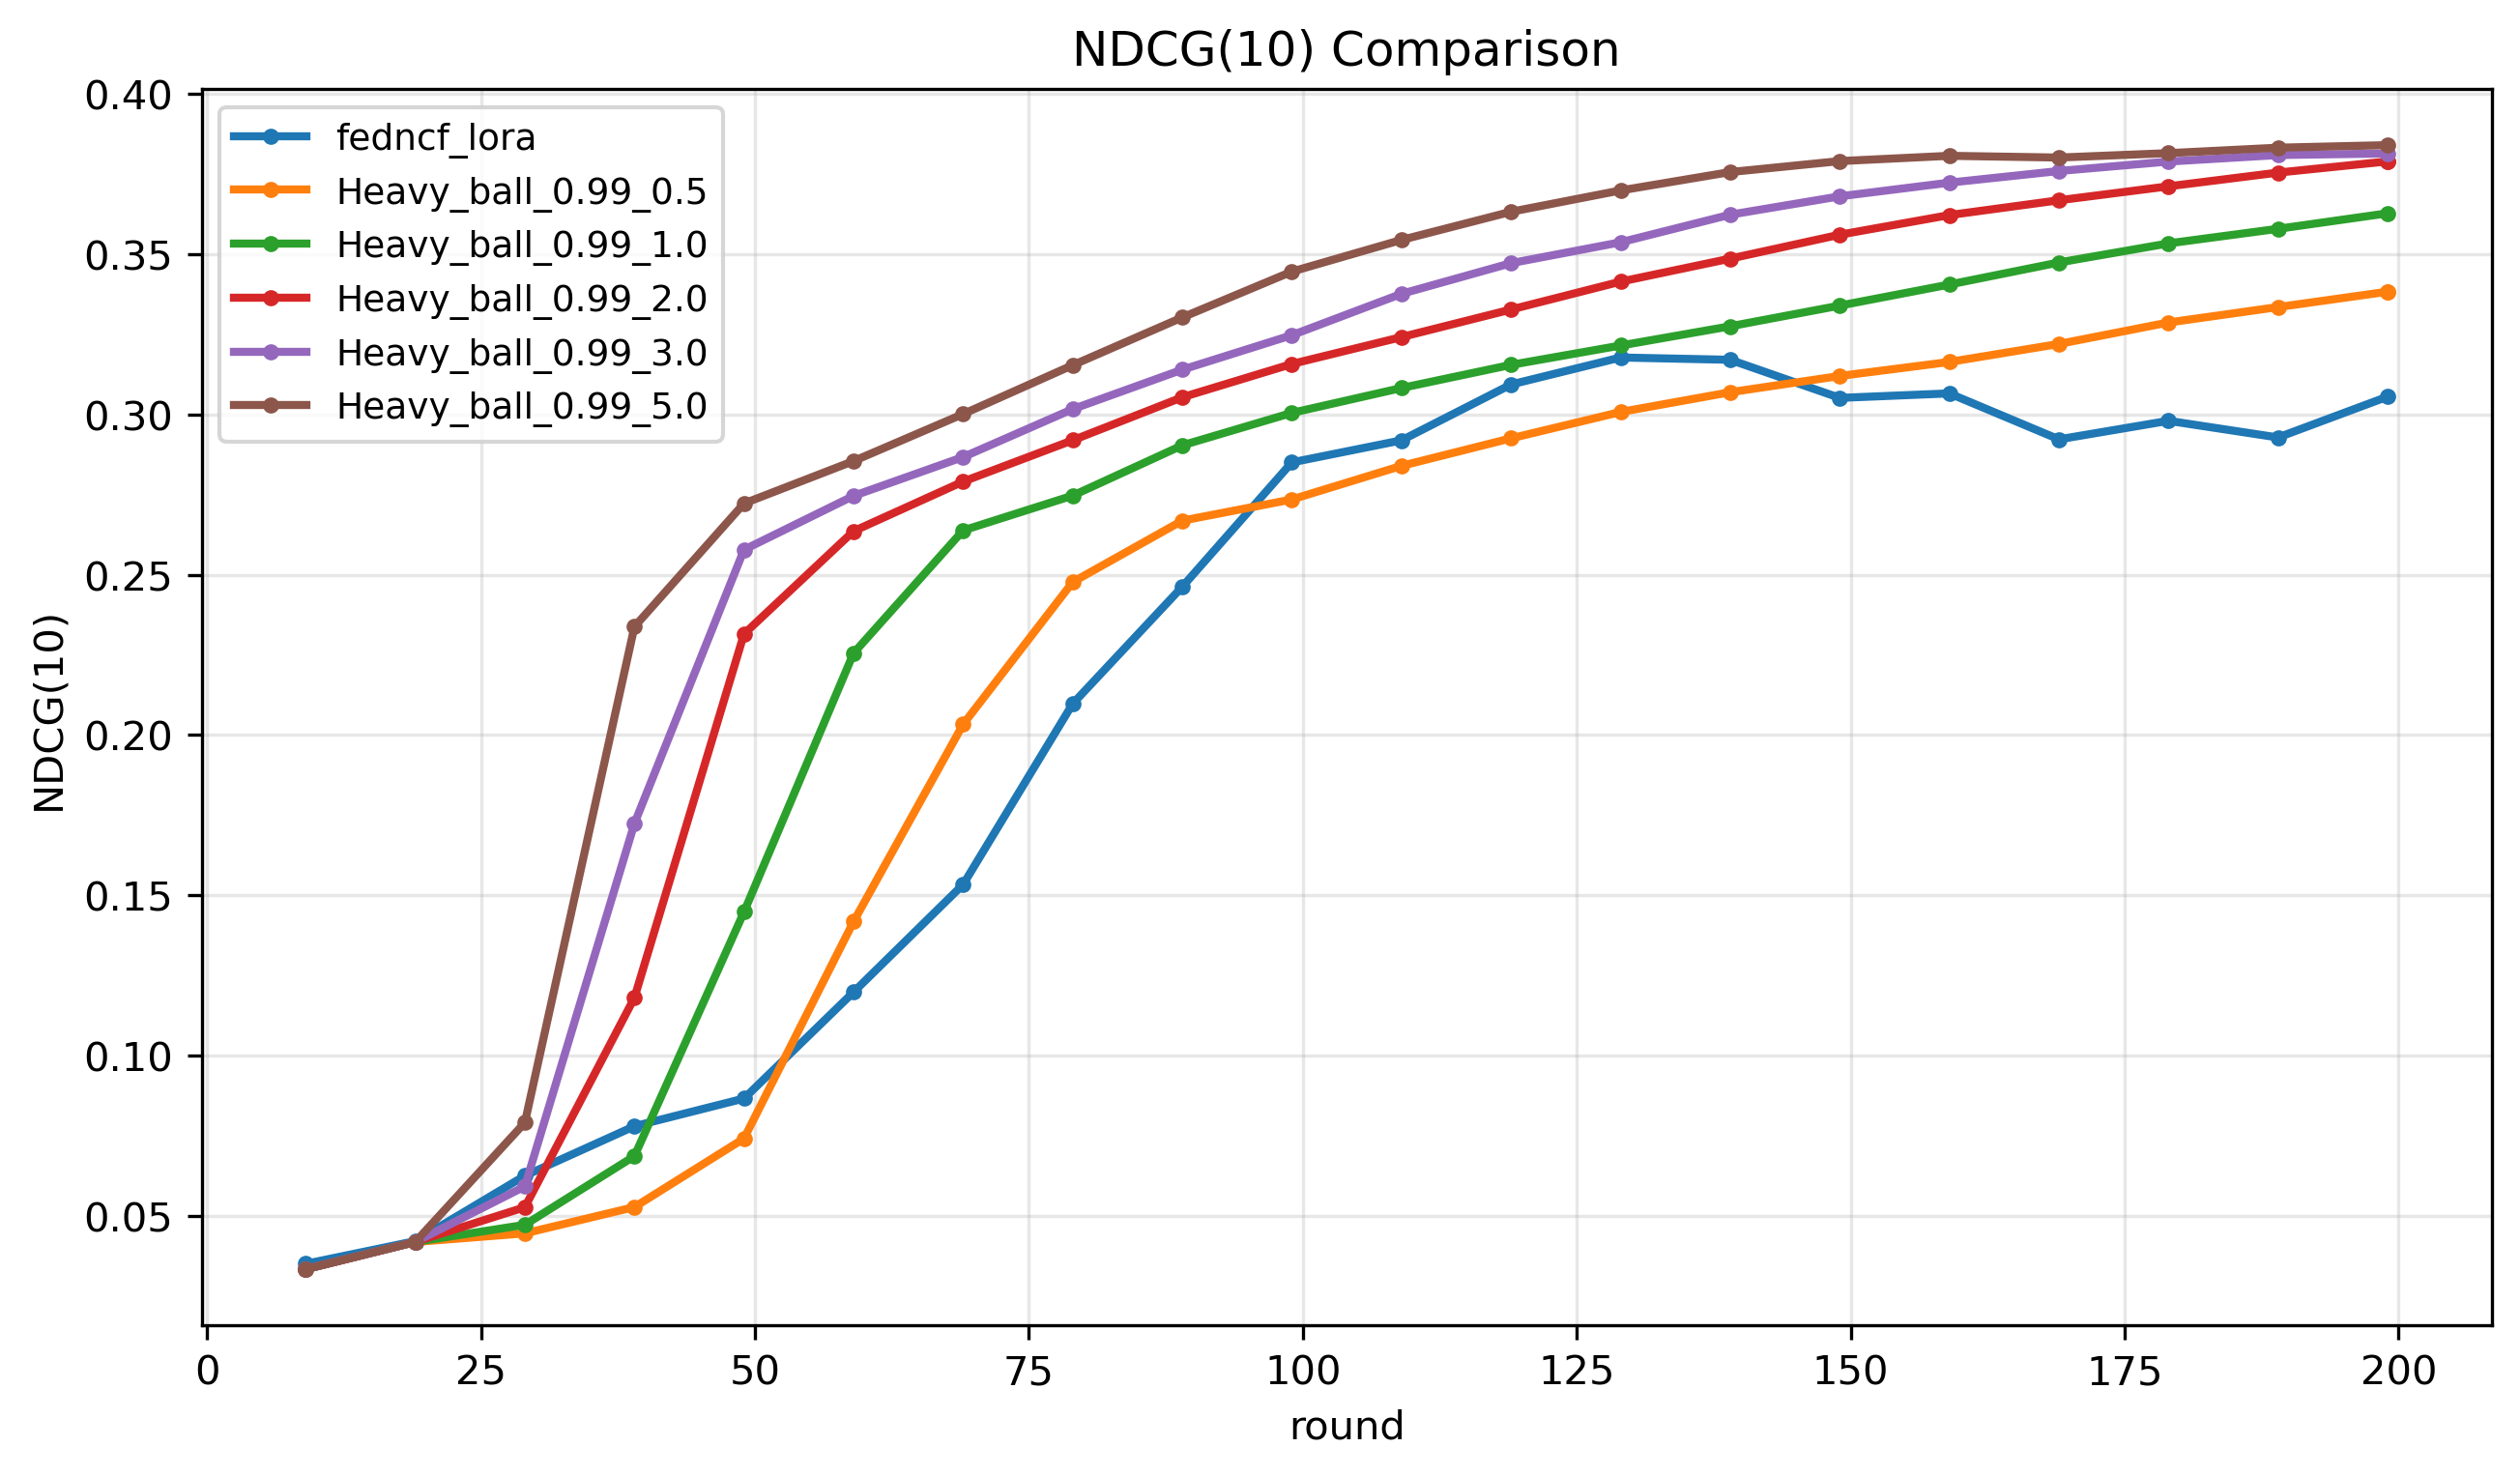 NDCG(10) Comparison
0.40
0.35
0.30
0.25
0.20
0.15
0.10
0.05
NDCG(10)
fedncf_lora
Heavy_ball_0.99_0.5
Heavy_ball_0.99_1.0
Heavy_ball_0.99_2.0
Heavy_ball_0.99_3.0
Heavy_ball_0.99_5.0
0 25 50 75 100 125 150 175 200
round